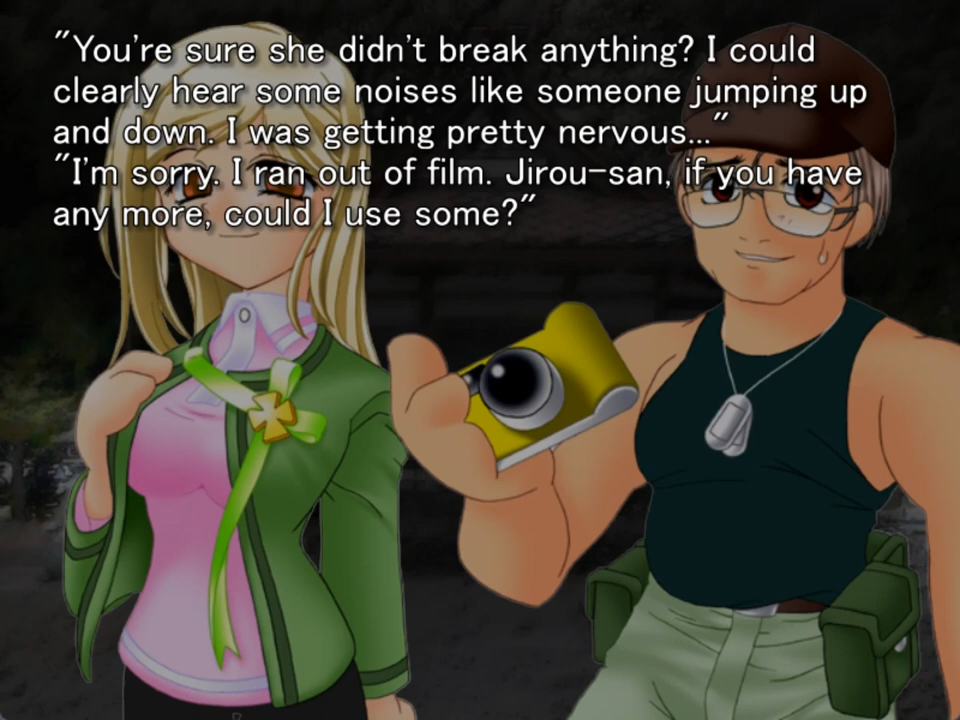 "You're sure she didn't break anything? I could
clearly hear some noises like someone jumping up
and down. I was getting pretty nervous..."
"I'm sorry. I ran out of film. Jirou-san, if you have
any more, could I use some?"